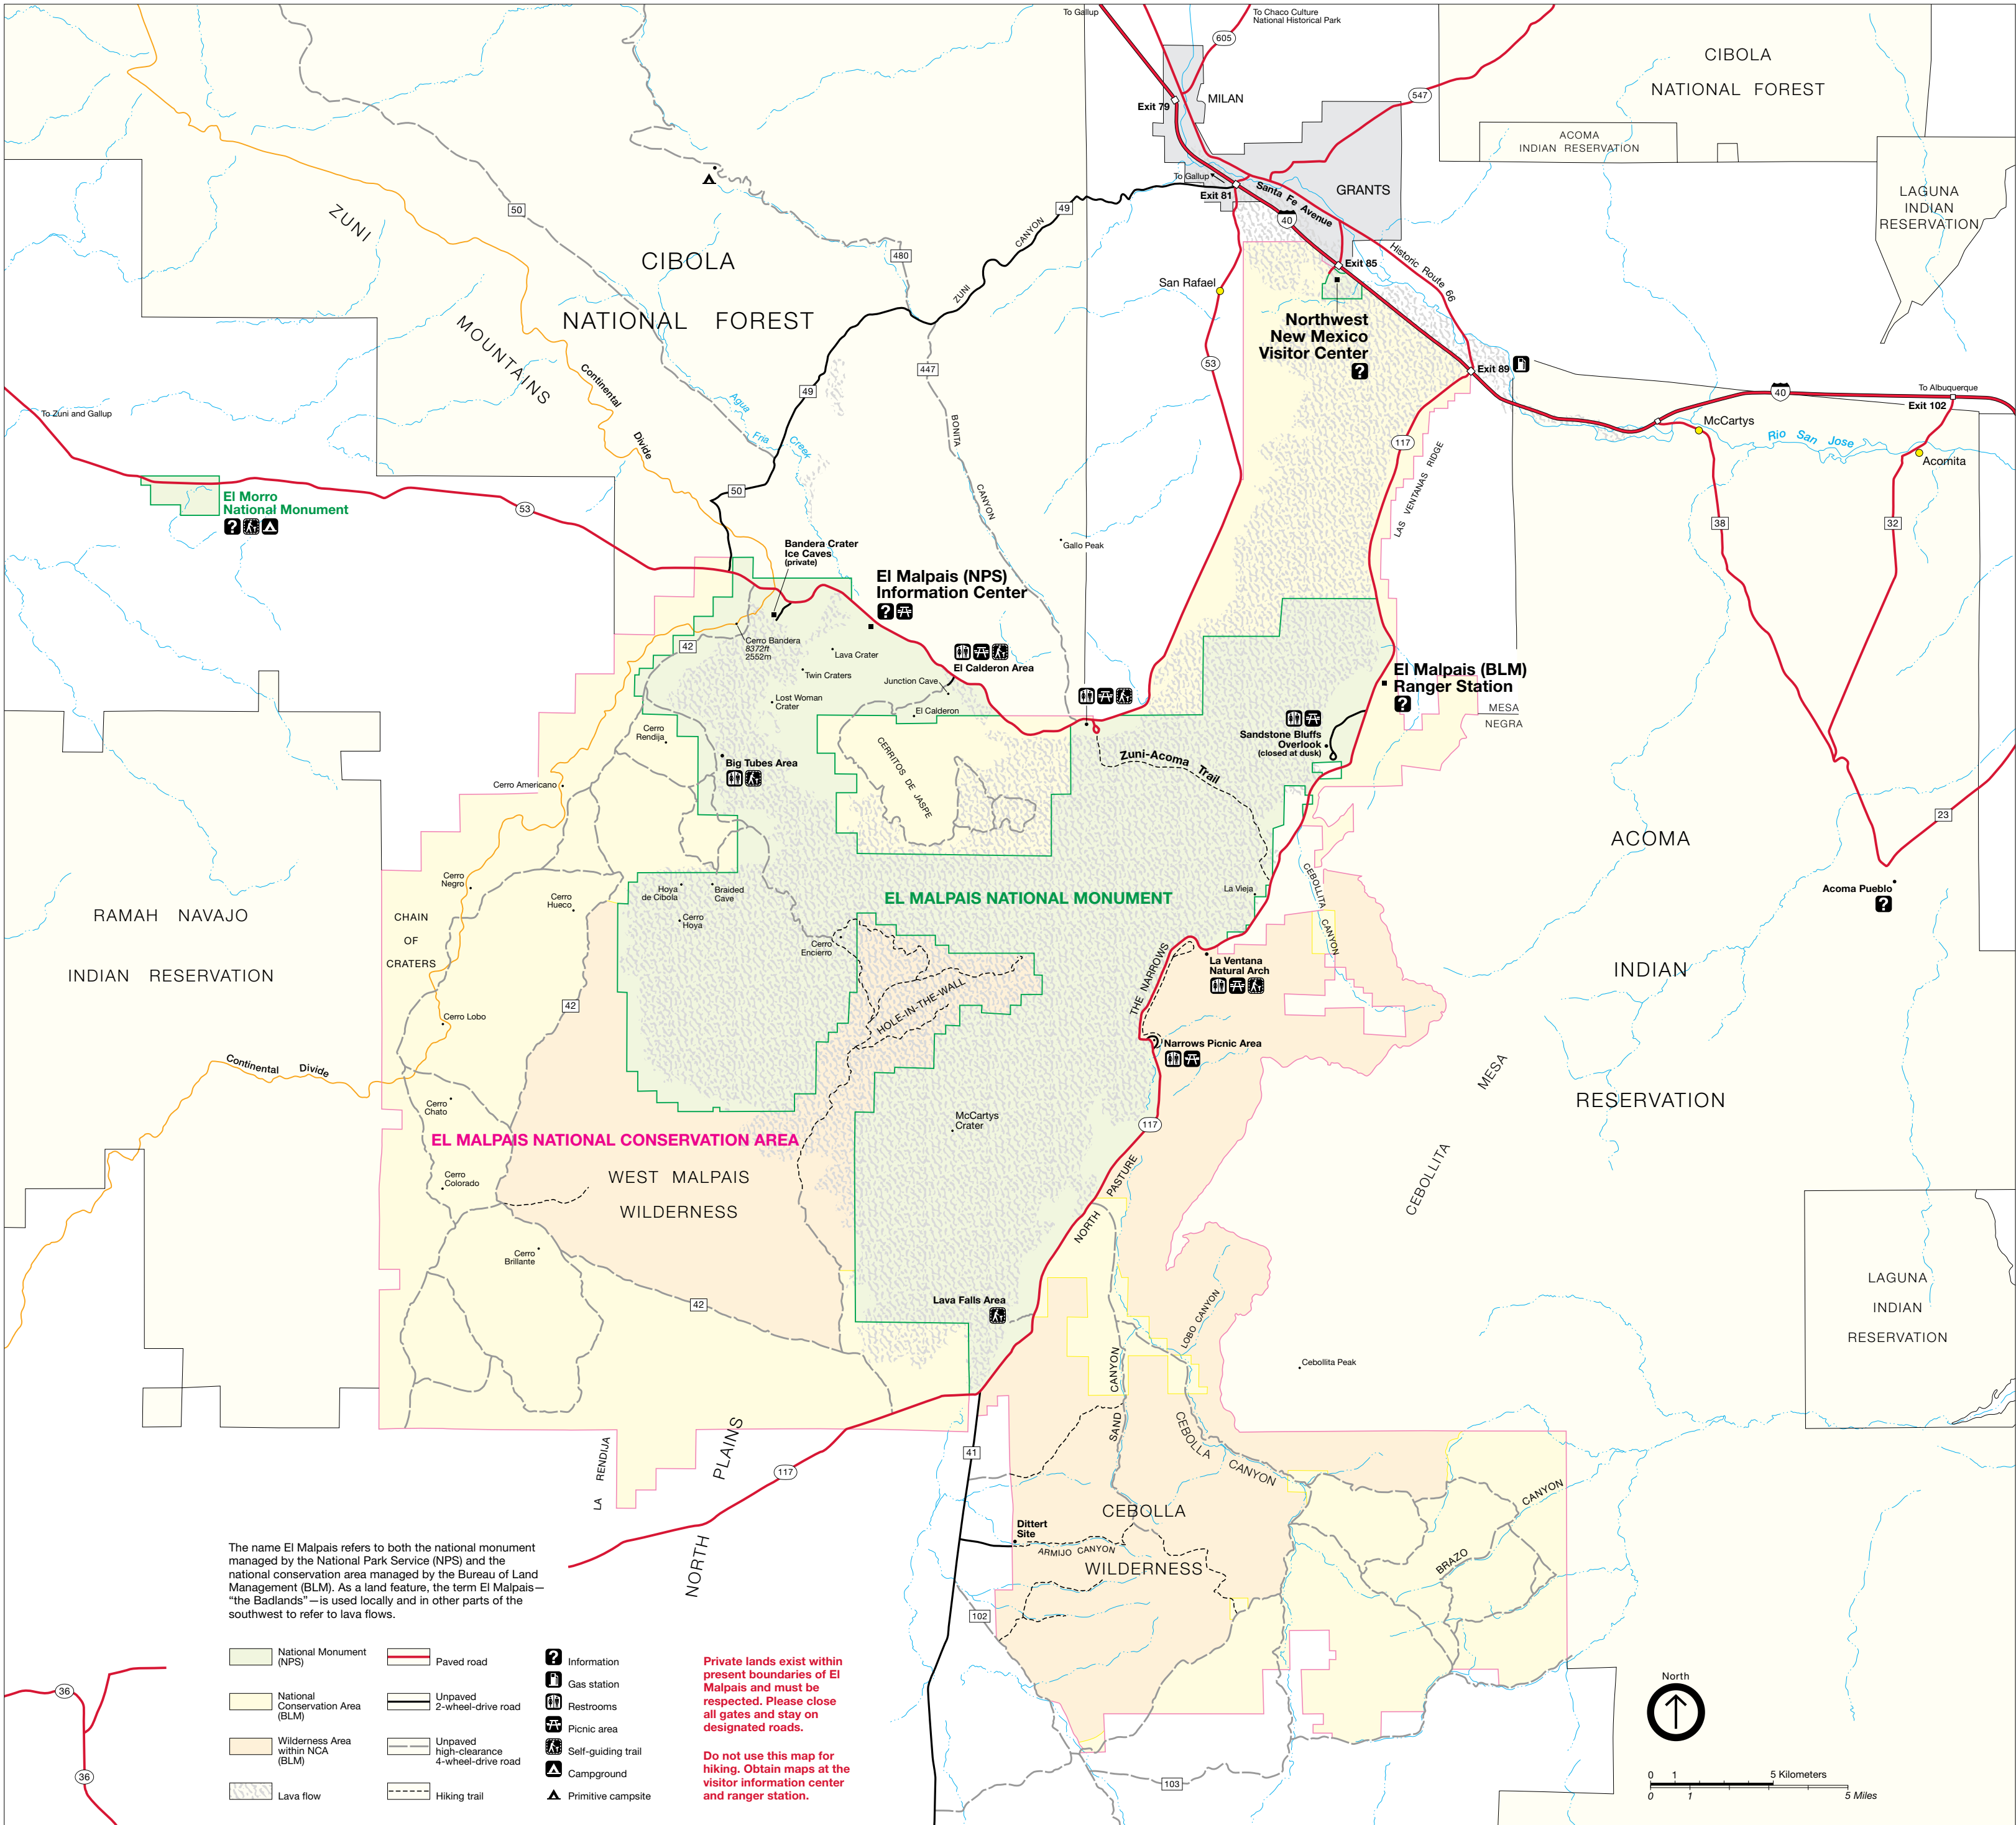 To Gallup
To Chaco Culture
National Historical Park
605
CIBOLA
NATIONAL FOREST
547
Exit 79
MILAN
ACOMA
INDIAN RESERVATION
To Gallup
Exit 81
Santa Fe Avenue
GRANTS
40
LAGUNA
INDIAN
RESERVATION
50
49
CANYON
ZUNI
ZUNI
MOUNTAINS
CIBOLA
NATIONAL FOREST
480
Historic Route 66
Exit 85
San Rafael
Northwest
New Mexico
Visitor Center
?
53
447
Exit 89
40
To Albuquerque
Exit 102
Continental
Divide
49
Agua
Fria
Creek
BONITA
CANYON
To Zuni and Gallup
McCartys
Rio San Jose
Acomita
117
LAS VENTANAS RIDGE
50
El Morro
National Monument
?
53
38
32
Gallo Peak
Bandera Crater
Ice Caves
(private)
El Malpais (NPS)
Information Center
?
42
Cerro Bandera
8372ft
2552m
Lava Crater
Twin Craters
El Calderon Area
Junction Cave
El Calderon
Lost Woman
Crater
El Malpais (BLM)
Ranger Station
?
MESA
NEGRA
Cerro
Rendija
Sandstone Bluffs
Overlook
(closed at dusk)
Zuni-Acoma Trail
Big Tubes Area
CERRITOS DE JASPE
Cerro Americano
23
ACOMA
INDIAN
RESERVATION
Acoma Pueblo
?
Cerro
Negro
Cerro
Hueco
Hoya
de Cibola
Braided
Cave
Cerro
Hoya
EL MALPAIS NATIONAL MONUMENT
La Vieja
CEBOLLITA
CANYON
RAMAH NAVAJO
INDIAN RESERVATION
CHAIN
OF
CRATERS
Cerro
Encierro
La Ventana
Natural Arch
THE NARROWS
HOLE-IN-THE-WALL
42
Cerro Lobo
Narrows Picnic Area
Continental Divide
CEBOLLITA
MESA
Cerro
Chato
McCartys
Crater
117
EL MALPAIS NATIONAL CONSERVATION AREA
WEST MALPAIS
WILDERNESS
Cerro
Colorado
NORTH
PASTURE
Cerro
Brillante
42
Lava Falls Area
LOBO CANYON
Cebollita Peak
LAGUNA
INDIAN
RESERVATION
SAND
CANYON
CEBOLLA
CANYON
LA RENDIJA
NORTH
PLAINS
117
41
CEBOLLA
WILDERNESS
Dittert
Site
ARMIJO CANYON
BRAZO
CANYON
102
103
36
36
The name El Malpais refers to both the national monument
managed by the National Park Service (NPS) and the
national conservation area managed by the Bureau of Land
Management (BLM). As a land feature, the term El Malpais—
“the Badlands”—is used locally and in other parts of the
southwest to refer to lava flows.
National Monument
(NPS)
National
Conservation Area
(BLM)
Wilderness Area
within NCA
(BLM)
Lava flow
Paved road
Unpaved
2-wheel-drive road
Unpaved
high-clearance
4-wheel-drive road
Hiking trail
?
Information
Gas station
Restrooms
Picnic area
Self-guiding trail
Campground
Primitive campsite
Private lands exist within
present boundaries of El
Malpais and must be
respected. Please close
all gates and stay on
designated roads.
Do not use this map for
hiking. Obtain maps at the
visitor information center
and ranger station.
North
0 1 5 Kilometers
0 1 5 Miles